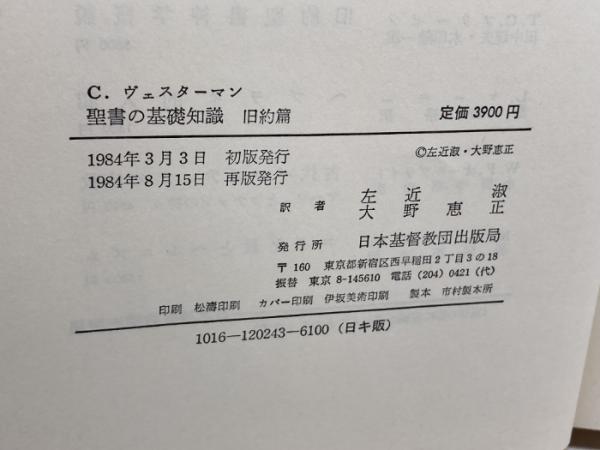 C. ヴェスターマン
聖書の基礎知識 旧約篇 定価 3900 円
1984年3月3日 初版発行 ©左近淑・大野恵正
1984年8月15日 再版発行
訳者 左近淑
大野恵正
発行所 日本基督教団出版局
〒160 東京都新宿区西早稲田2丁目3の18
振替 東京 8-145610 電話 (204) 0421(代)
印刷 松濤印刷 カバー印刷 伊坂美術印刷 製本 市村製本所
1016—120243—6100 (日キ販)